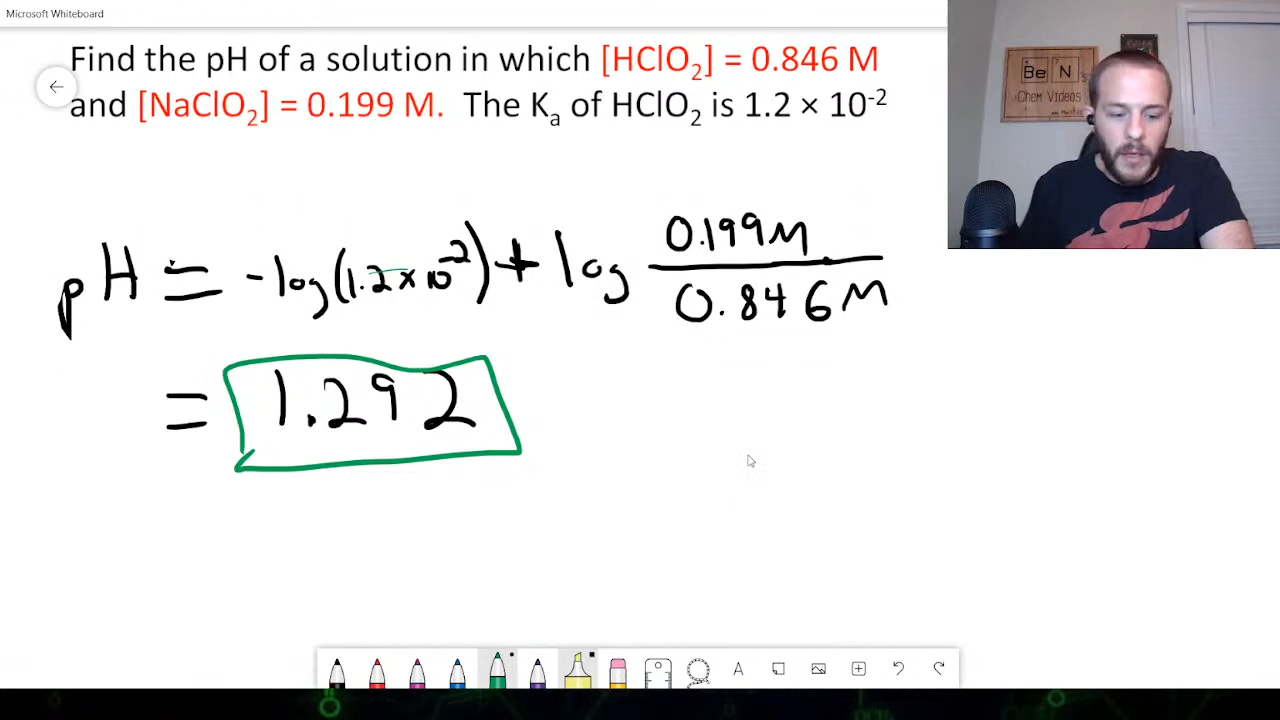 Microsoft Whiteboard
Find the pH of a solution in which [HClO₂] = 0.846 M
and [NaClO₂] = 0.199 M. The Kₐ of HClO₂ is 1.2 × 10⁻²
pH = -log(1.2×10⁻²) + log 0.199M / 0.846M
= 1.292
Be N 's
Chem Videos
A